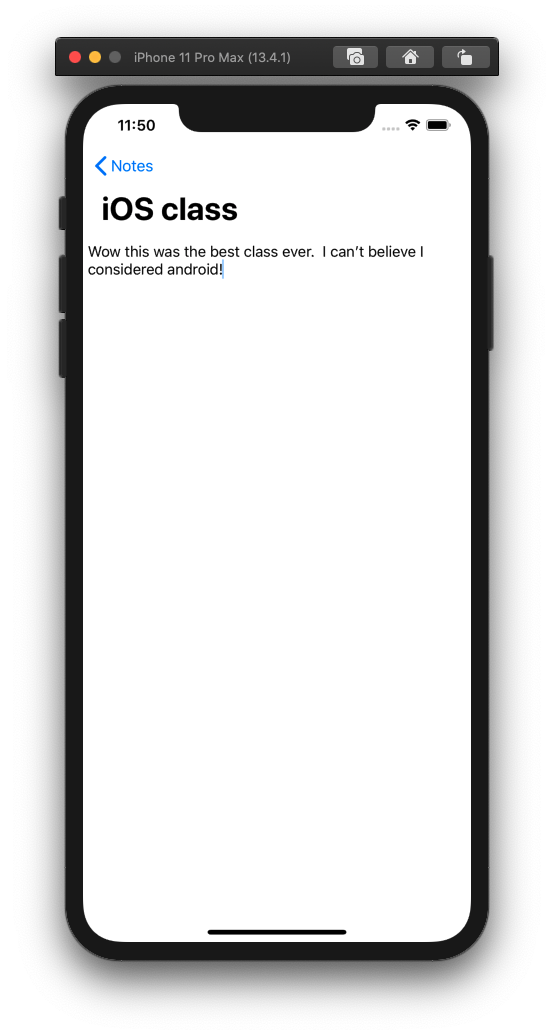 iPhone 11 Pro Max (13.4.1)
11:50
Notes
iOS class
Wow this was the best class ever.  I can’t believe I
considered android!